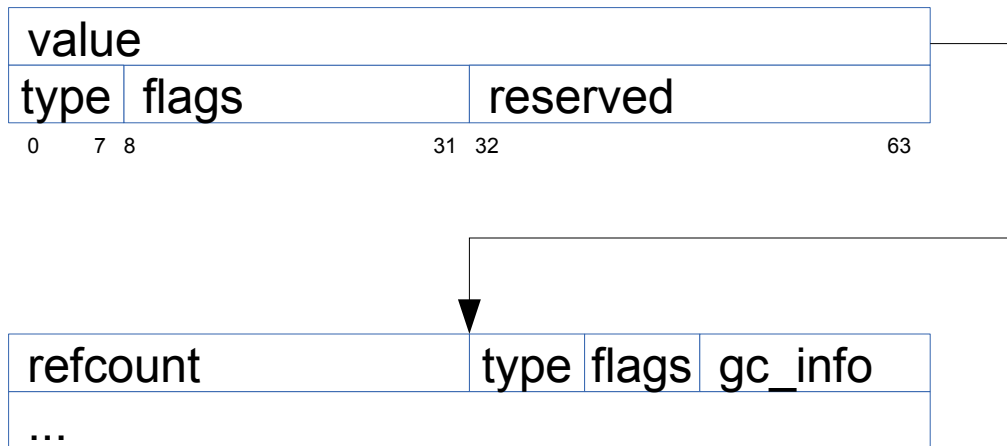 value
type flags reserved
0 7 8 31 32 63
refcount type flags gc_info
...